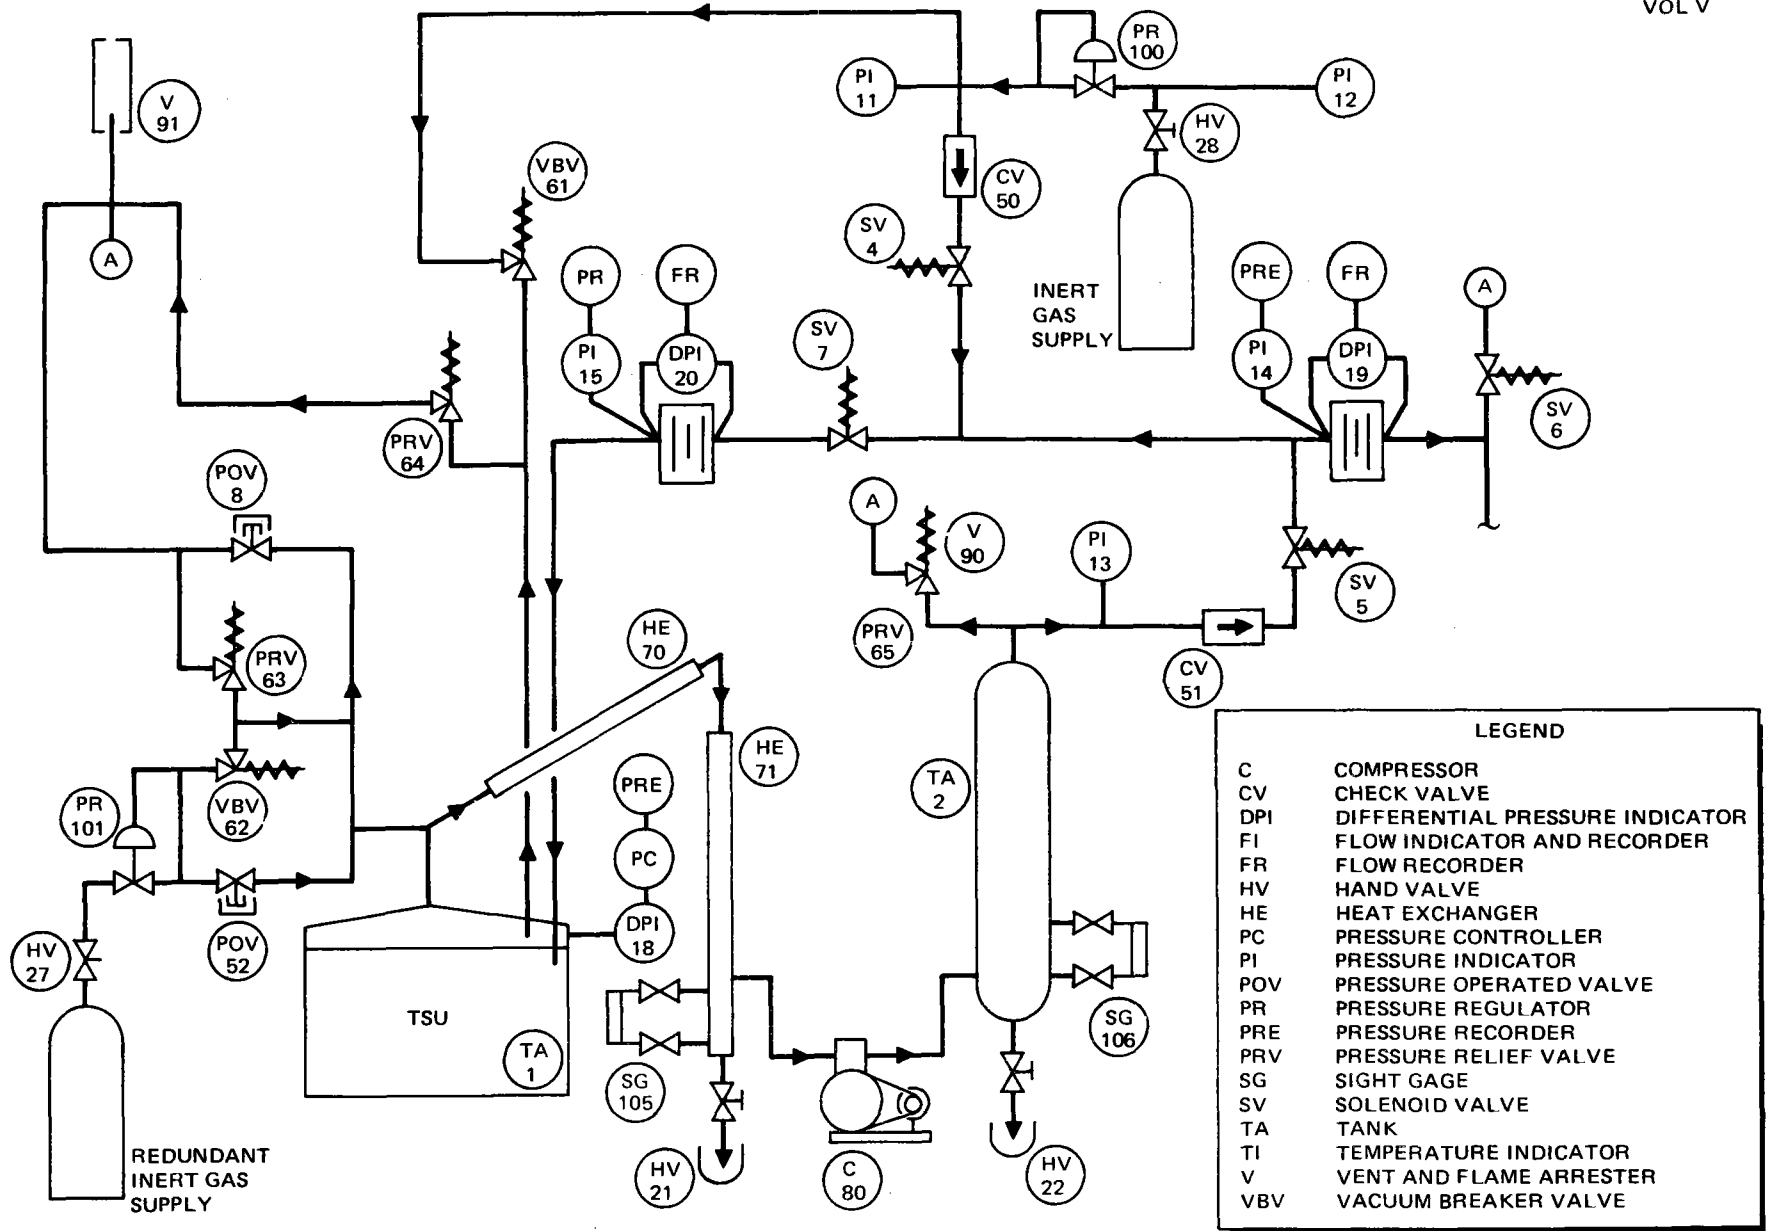 VOL V
PR
100
PI
11
PI
12
V
91
HV
28
VBV
61
CV
50
SV
4
A
PR
FR
PRE
FR
A
INERT
GAS
SUPPLY
SV
7
PI
15
DPI
20
PI
14
DPI
19
SV
6
PRV
64
POV
8
A
V
90
PI
13
SV
5
HE
70
PRV
65
PRV
63
CV
51
HE
71
PRE
TA
2
PR
101
VBV
62
PC
DPI
18
HV
27
POV
52
TSU
TA
1
SG
105
SG
106
REDUNDANT
INERT GAS
SUPPLY
HV
21
C
80
HV
22
LEGEND
C COMPRESSOR
CV CHECK VALVE
DPI DIFFERENTIAL PRESSURE INDICATOR
FI FLOW INDICATOR AND RECORDER
FR FLOW RECORDER
HV HAND VALVE
HE HEAT EXCHANGER
PC PRESSURE CONTROLLER
PI PRESSURE INDICATOR
POV PRESSURE OPERATED VALVE
PR PRESSURE REGULATOR
PRE PRESSURE RECORDER
PRV PRESSURE RELIEF VALVE
SG SIGHT GAGE
SV SOLENOID VALVE
TA TANK
TI TEMPERATURE INDICATOR
V VENT AND FLAME ARRESTER
VBV VACUUM BREAKER VALVE